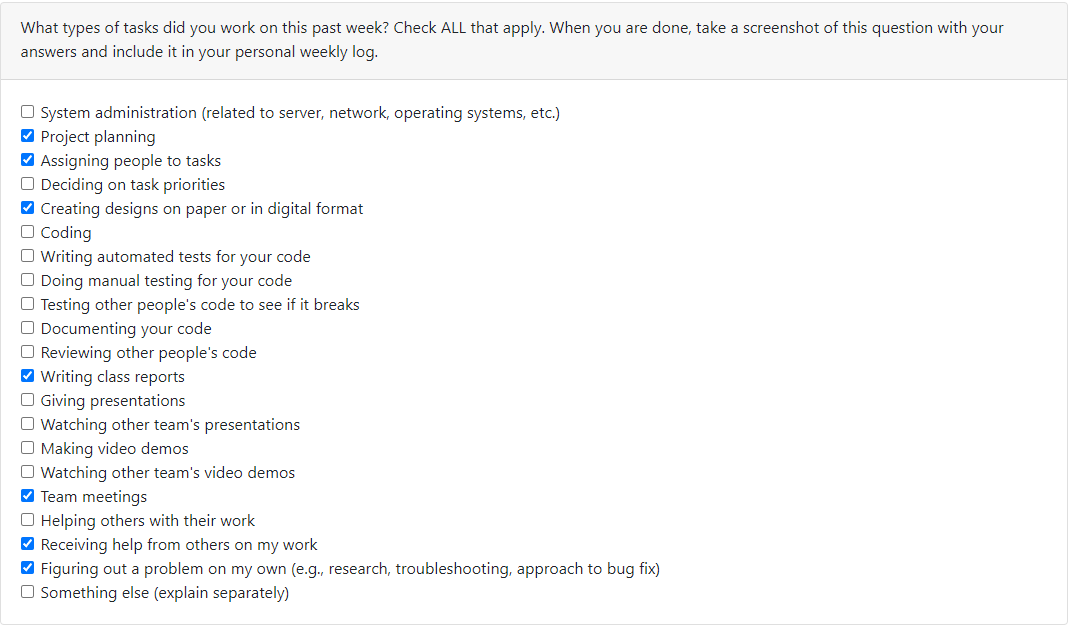 What types of tasks did you work on this past week? Check ALL that apply. When you are done, take a screenshot of this question with your
answers and include it in your personal weekly log.
System administration (related to server, network, operating systems, etc.)
Project planning
Assigning people to tasks
Deciding on task priorities
Creating designs on paper or in digital format
Coding
Writing automated tests for your code
Doing manual testing for your code
Testing other people's code to see if it breaks
Documenting your code
Reviewing other people's code
Writing class reports
Giving presentations
Watching other team's presentations
Making video demos
Watching other team's video demos
Team meetings
Helping others with their work
Receiving help from others on my work
Figuring out a problem on my own (e.g., research, troubleshooting, approach to bug fix)
Something else (explain separately)